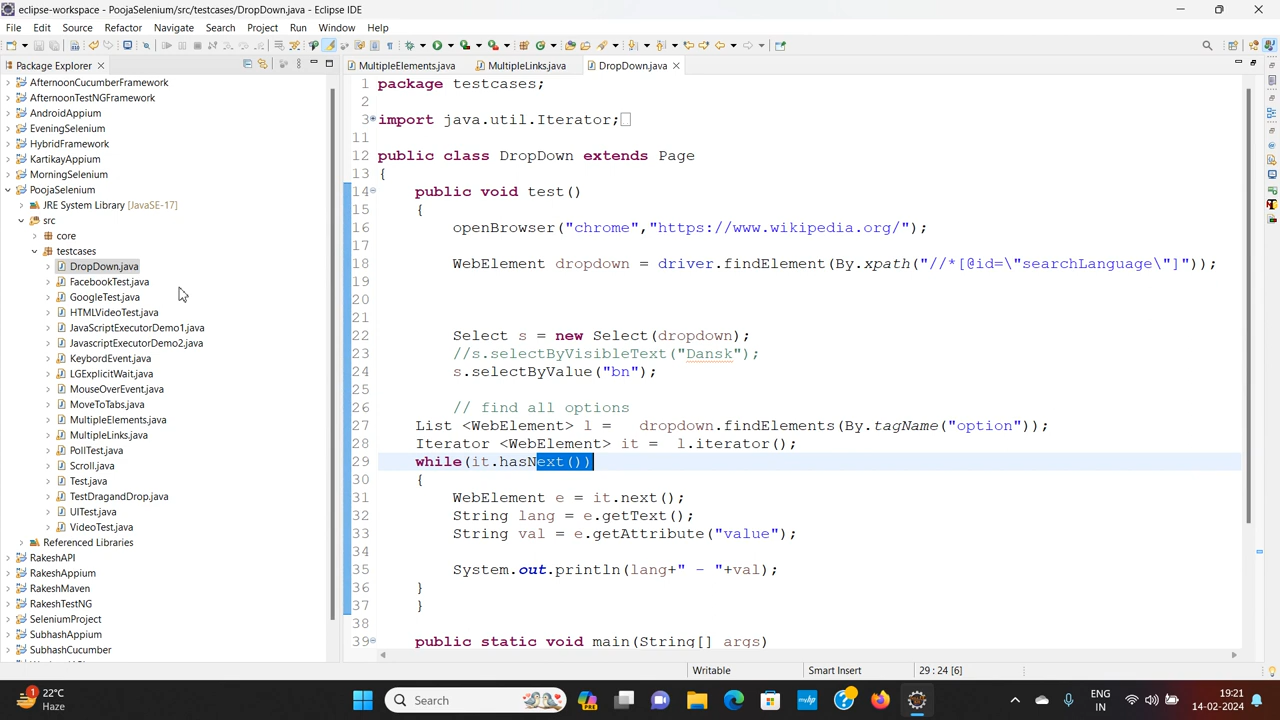 eclipse-workspace - PoojaSelenium/src/testcases/DropDown.java - Eclipse IDE
File Edit Source Refactor Navigate Search Project Run Window Help
Package Explorer
MultipleElements.java MultipleLinks.java DropDown.java
AfternoonCucumberFramework
AfternoonTestNGFramework
AndroidAppium
EveningSelenium
HybridFramework
KartikayAppium
MorningSelenium
PoojaSelenium
JRE System Library [JavaSE-17]
src
core
testcases
DropDown.java
FacebookTest.java
GoogleTest.java
HTMLVideoTest.java
JavaScriptExecutorDemo1.java
JavascriptExecutorDemo2.java
KeybordEvent.java
LGExplicitWait.java
MouseOverEvent.java
MoveToTabs.java
MultipleElements.java
MultipleLinks.java
PollTest.java
Scroll.java
Test.java
TestDragandDrop.java
UITest.java
VideoTest.java
Referenced Libraries
RakeshAPI
RakeshAppium
RakeshMaven
RakeshTestNG
SeleniumProject
SubhashAppium
SubhashCucumber
1 package testcases;
2
3 import java.util.Iterator;
11
12 public class DropDown extends Page
13 {
14 public void test()
15 {
16 openBrowser("chrome","https://www.wikipedia.org/");
17
18 WebElement dropdown = driver.findElement(By.xpath("//*[@id=\"searchLanguage\"]"));
19
20
21
22 Select s = new Select(dropdown);
23 //s.selectByVisibleText("Dansk");
24 s.selectByValue("bn");
25
26 // find all options
27 List <WebElement> l = dropdown.findElements(By.tagName("option"));
28 Iterator <WebElement> it = l.iterator();
29 while(it.hasNext())
30 {
31 WebElement e = it.next();
32 String lang = e.getText();
33 String val = e.getAttribute("value");
34
35 System.out.println(lang+" - "+val);
36 }
37 }
38
39 public static void main(String[] args)
Writable Smart Insert 29 : 24 [6]
22°C
Haze
Search
PRE
ENG
IN
19:21
14-02-2024